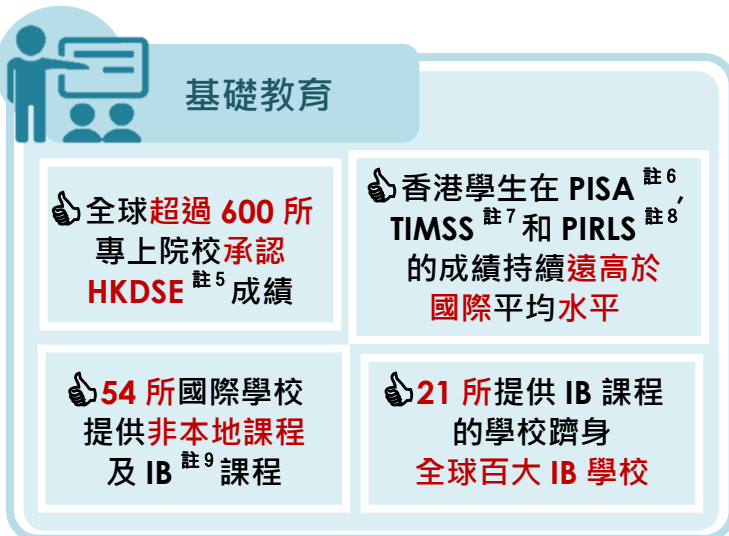 基礎教育
👍全球超過 600 所
專上院校承認
HKDSE 註5 成績
👍香港學生在 PISA 註6,
TIMSS 註7 和 PIRLS 註8
的成績持續遠高於
國際平均水平
👍54 所國際學校
提供非本地課程
及 IB 註9 課程
👍21 所提供 IB 課程
的學校躋身
全球百大 IB 學校